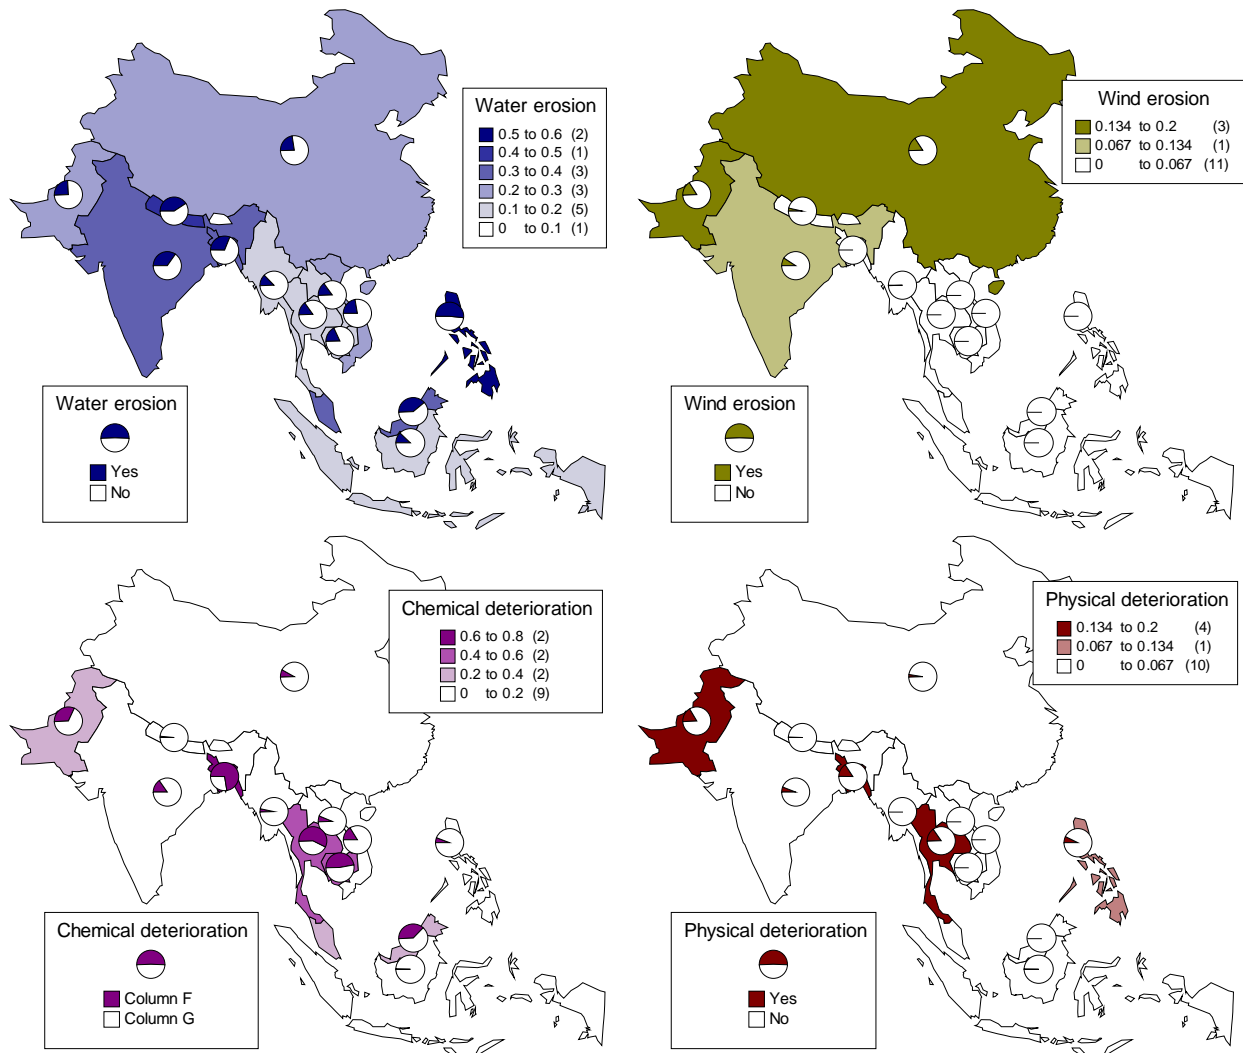 Water erosion
0.5 to 0.6 (2)
0.4 to 0.5 (1)
0.3 to 0.4 (3)
0.2 to 0.3 (3)
0.1 to 0.2 (5)
0 to 0.1 (1)
Water erosion
Yes
No
Wind erosion
0.134 to 0.2 (3)
0.067 to 0.134 (1)
0 to 0.067 (11)
Wind erosion
Yes
No
Chemical deterioration
0.6 to 0.8 (2)
0.4 to 0.6 (2)
0.2 to 0.4 (2)
0 to 0.2 (9)
Chemical deterioration
Column F
Column G
Physical deterioration
0.134 to 0.2 (4)
0.067 to 0.134 (1)
0 to 0.067 (10)
Physical deterioration
Yes
No